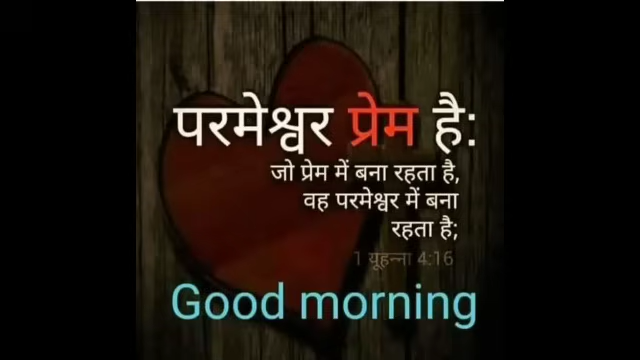 परमेश्वर प्रेम है:
जो प्रेम में बना रहता है,
वह परमेश्वर में बना
रहता है;
1 यूहन्ना 4:16
Good morning